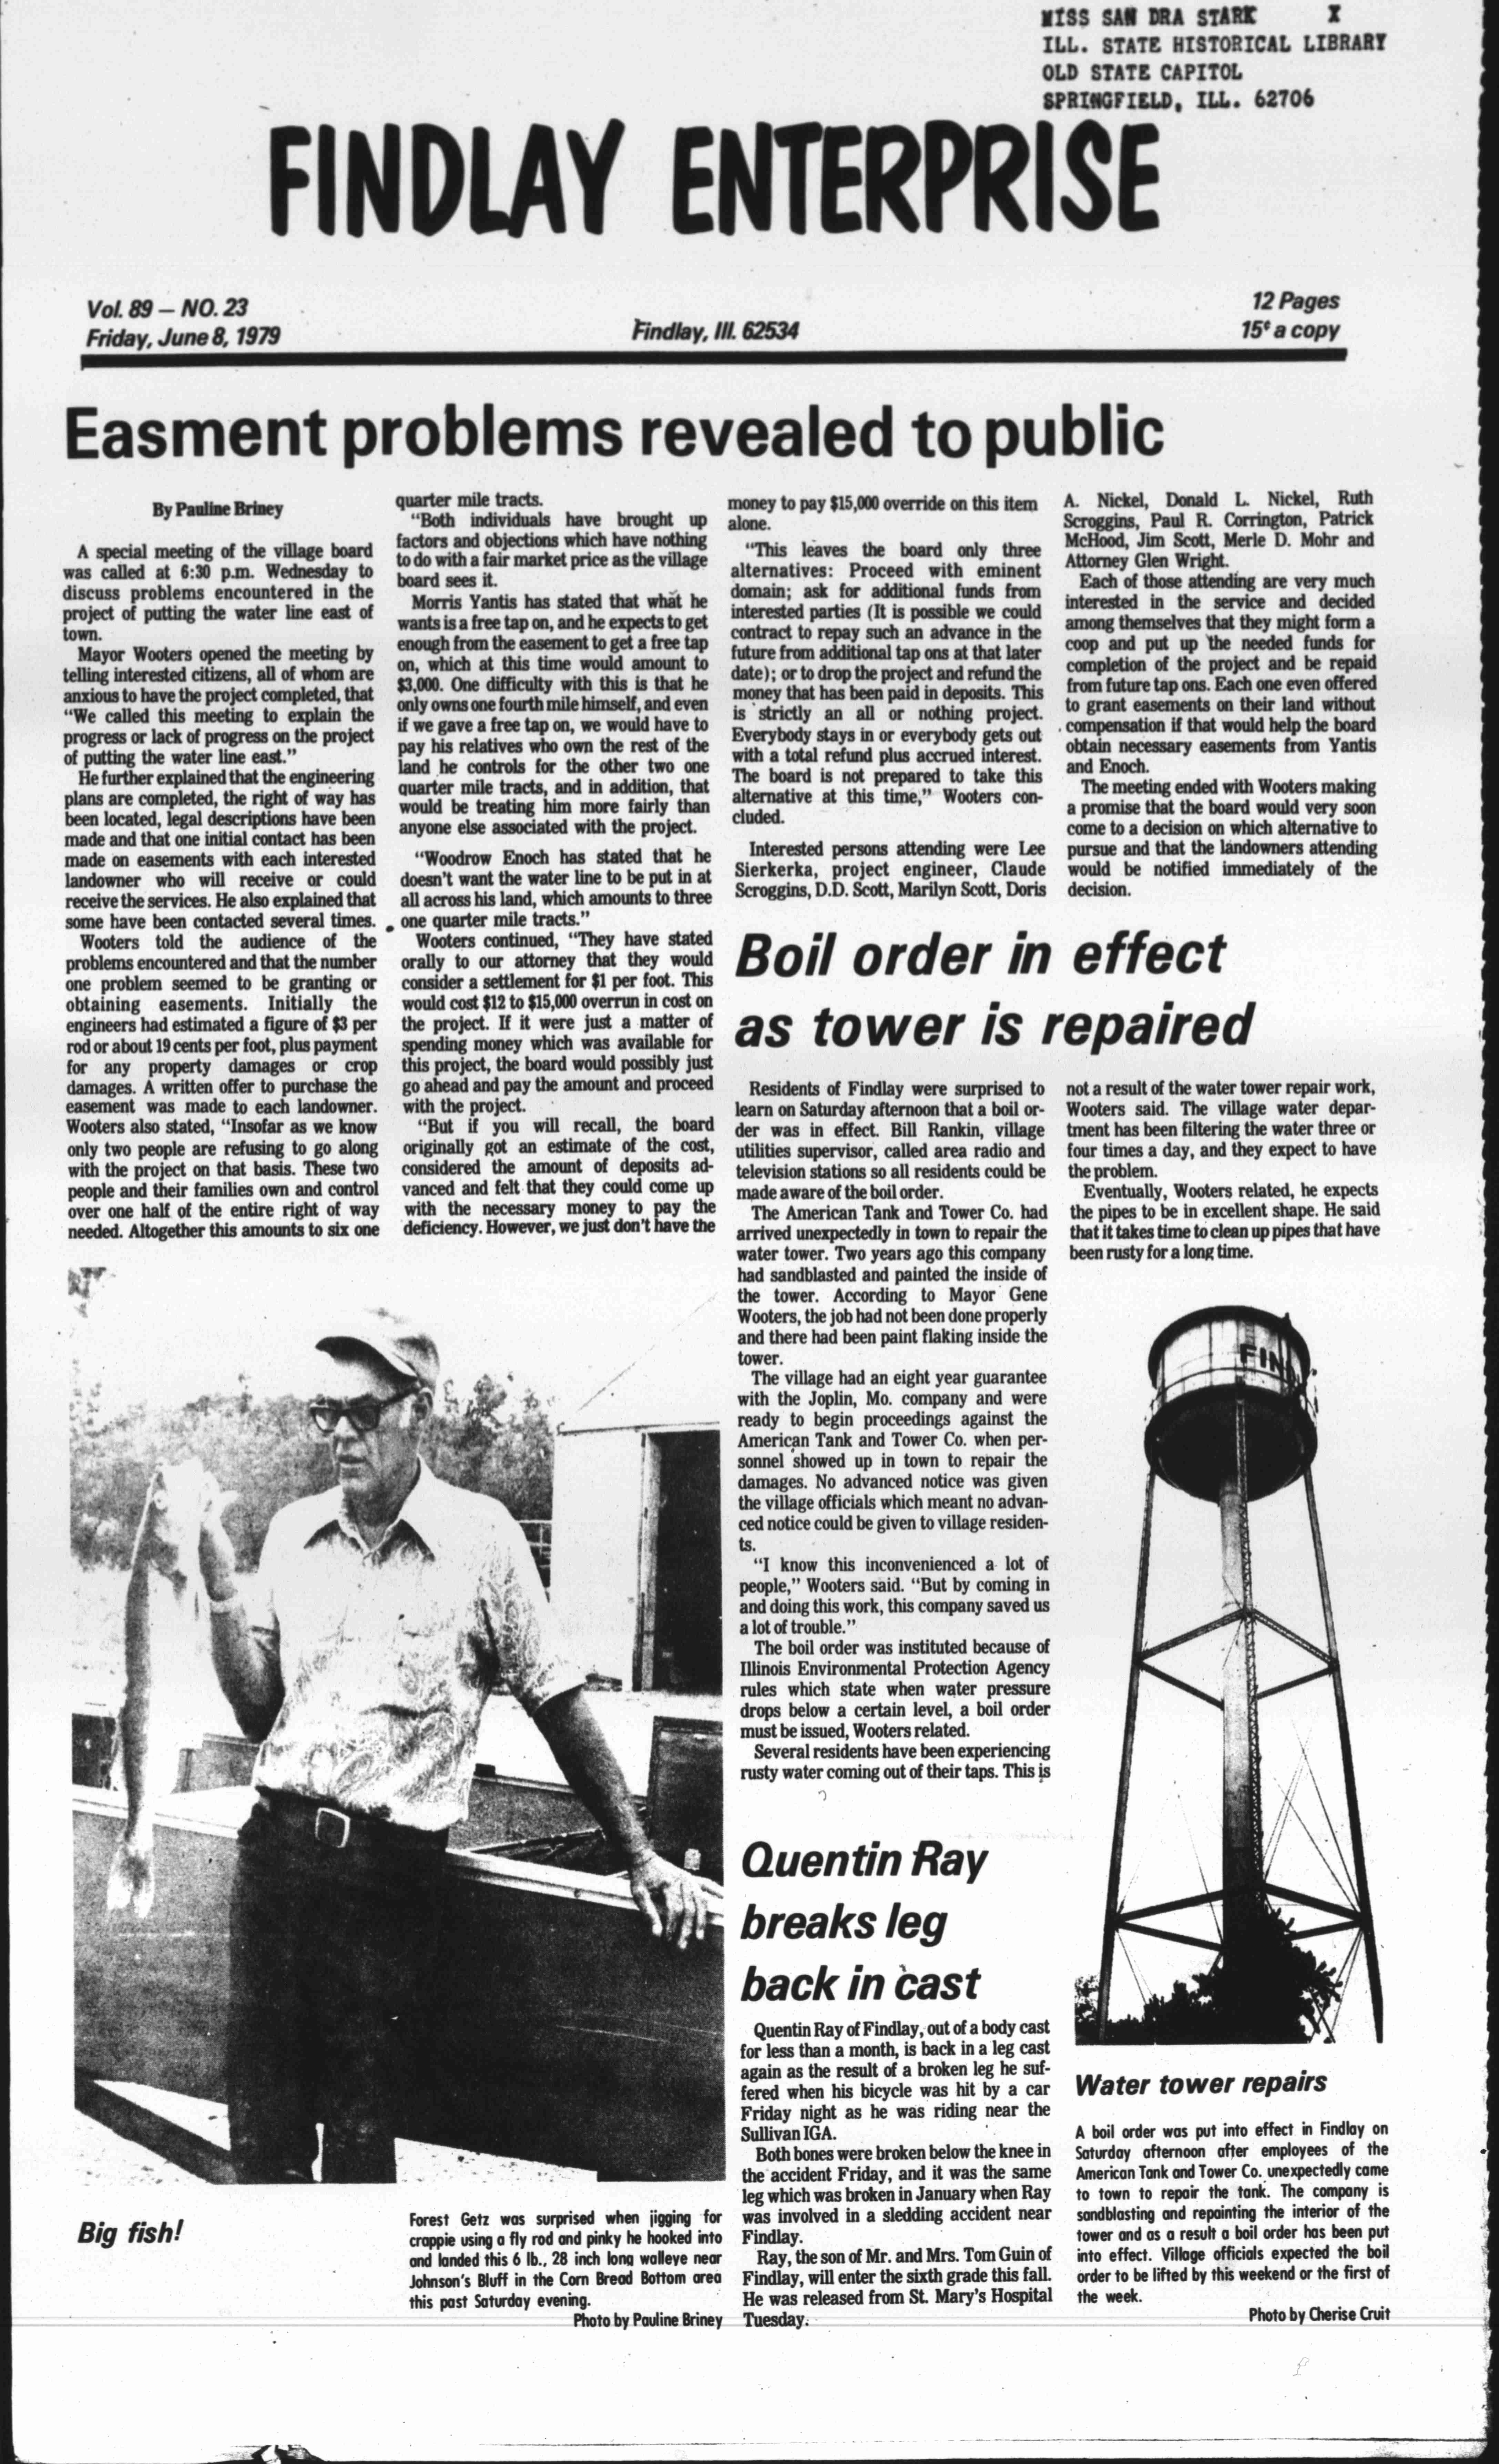 MISS SAN DRA STARK X
ILL. STATE HISTORICAL LIBRARY
OLD STATE CAPITOL
SPRINGFIELD, ILL. 62706
FINDLAY ENTERPRISE
Vol. 89 — NO. 23
Friday, June 8, 1979
Findlay, Ill. 62534
12 Pages
15¢ a copy
Easment problems revealed to public
By Pauline Briney
A special meeting of the village board
was called at 6:30 p.m. Wednesday to
discuss problems encountered in the
project of putting the water line east of
town.
Mayor Wooters opened the meeting by
telling interested citizens, all of whom are
anxious to have the project completed, that
“We called this meeting to explain the
progress or lack of progress on the project
of putting the water line east.”
He further explained that the engineering
plans are completed, the right of way has
been located, legal descriptions have been
made and that one initial contact has been
made on easements with each interested
landowner who will receive or could
receive the services. He also explained that
some have been contacted several times.
Wooters told the audience of the
problems encountered and that the number
one problem seemed to be granting or
obtaining easements. Initially the
engineers had estimated a figure of $3 per
rod or about 19 cents per foot, plus payment
for any property damages or crop
damages. A written offer to purchase the
easement was made to each landowner.
Wooters also stated, “Insofar as we know
only two people are refusing to go along
with the project on that basis. These two
people and their families own and control
over one half of the entire right of way
needed. Altogether this amounts to six one
quarter mile tracts.
“Both individuals have brought up
factors and objections which have nothing
to do with a fair market price as the village
board sees it.
Morris Yantis has stated that what he
wants is a free tap on, and he expects to get
enough from the easement to get a free tap
on, which at this time would amount to
$3,000. One difficulty with this is that he
only owns one fourth mile himself, and even
if we gave a free tap on, we would have to
pay his relatives who own the rest of the
land he controls for the other two one
quarter mile tracts, and in addition, that
would be treating him more fairly than
anyone else associated with the project.
“Woodrow Enoch has stated that he
doesn't want the water line to be put in at
all across his land, which amounts to three
one quarter mile tracts.”
Wooters continued, “They have stated
orally to our attorney that they would
consider a settlement for $1 per foot. This
would cost $12 to $15,000 overrun in cost on
the project. If it were just a matter of
spending money which was available for
this project, the board would possibly just
go ahead and pay the amount and proceed
with the project.
“But if you will recall, the board
originally got an estimate of the cost,
considered the amount of deposits ad-
vanced and felt that they could come up
with the necessary money to pay the
deficiency. However, we just don't have the
money to pay $15,000 override on this item
alone.
“This leaves the board only three
alternatives: Proceed with eminent
domain; ask for additional funds from
interested parties (It is possible we could
contract to repay such an advance in the
future from additional tap ons at that later
date); or to drop the project and refund the
money that has been paid in deposits. This
is strictly an all or nothing project.
Everybody stays in or everybody gets out
with a total refund plus accrued interest.
The board is not prepared to take this
alternative at this time,” Wooters con-
cluded.
Interested persons attending were Lee
Sierkerka, project engineer, Claude
Scroggins, D.D. Scott, Marilyn Scott, Doris
A. Nickel, Donald L. Nickel, Ruth
Scroggins, Paul R. Corrington, Patrick
McHood, Jim Scott, Merle D. Mohr and
Attorney Glen Wright.
Each of those attending are very much
interested in the service and decided
among themselves that they might form a
coop and put up the needed funds for
completion of the project and be repaid
from future tap ons. Each one even offered
to grant easements on their land without
compensation if that would help the board
obtain necessary easements from Yantis
and Enoch.
The meeting ended with Wooters making
a promise that the board would very soon
come to a decision on which alternative to
pursue and that the landowners attending
would be notified immediately of the
decision.
Boil order in effect
as tower is repaired
Residents of Findlay were surprised to
learn on Saturday afternoon that a boil or-
der was in effect. Bill Rankin, village
utilities supervisor, called area radio and
television stations so all residents could be
made aware of the boil order.
The American Tank and Tower Co. had
arrived unexpectedly in town to repair the
water tower. Two years ago this company
had sandblasted and painted the inside of
the tower. According to Mayor Gene
Wooters, the job had not been done properly
and there had been paint flaking inside the
tower.
The village had an eight year guarantee
with the Joplin, Mo. company and were
ready to begin proceedings against the
American Tank and Tower Co. when per-
sonnel showed up in town to repair the
damages. No advanced notice was given
the village officials which meant no advan-
ced notice could be given to village residen-
ts.
“I know this inconvenienced a lot of
people,” Wooters said. “But by coming in
and doing this work, this company saved us
a lot of trouble.”
The boil order was instituted because of
Illinois Environmental Protection Agency
rules which state when water pressure
drops below a certain level, a boil order
must be issued, Wooters related.
Several residents have been experiencing
rusty water coming out of their taps. This is
not a result of the water tower repair work,
Wooters said. The village water depar-
tment has been filtering the water three or
four times a day, and they expect to have
the problem.
Eventually, Wooters related, he expects
the pipes to be in excellent shape. He said
that it takes time to clean up pipes that have
been rusty for a long time.
FIN
Quentin Ray
breaks leg
back in cast
Quentin Ray of Findlay, out of a body cast
for less than a month, is back in a leg cast
again as the result of a broken leg he suf-
fered when his bicycle was hit by a car
Friday night as he was riding near the
Sullivan IGA.
Both bones were broken below the knee in
the accident Friday, and it was the same
leg which was broken in January when Ray
was involved in a sledding accident near
Findlay.
Ray, the son of Mr. and Mrs. Tom Guin of
Findlay, will enter the sixth grade this fall.
He was released from St. Mary's Hospital
Tuesday.
Water tower repairs
A boil order was put into effect in Findlay on
Saturday afternoon after employees of the
American Tank and Tower Co. unexpectedly came
to town to repair the tank. The company is
sandblasting and repainting the interior of the
tower and as a result a boil order has been put
into effect. Village officials expected the boil
order to be lifted by this weekend or the first of
the week.
Photo by Cherise Cruit
Big fish!
Forest Getz was surprised when jigging for
crappie using a fly rod and pinky he hooked into
and landed this 6 lb., 28 inch long walleye near
Johnson's Bluff in the Corn Bread Bottom area
this past Saturday evening.
Photo by Pauline Briney